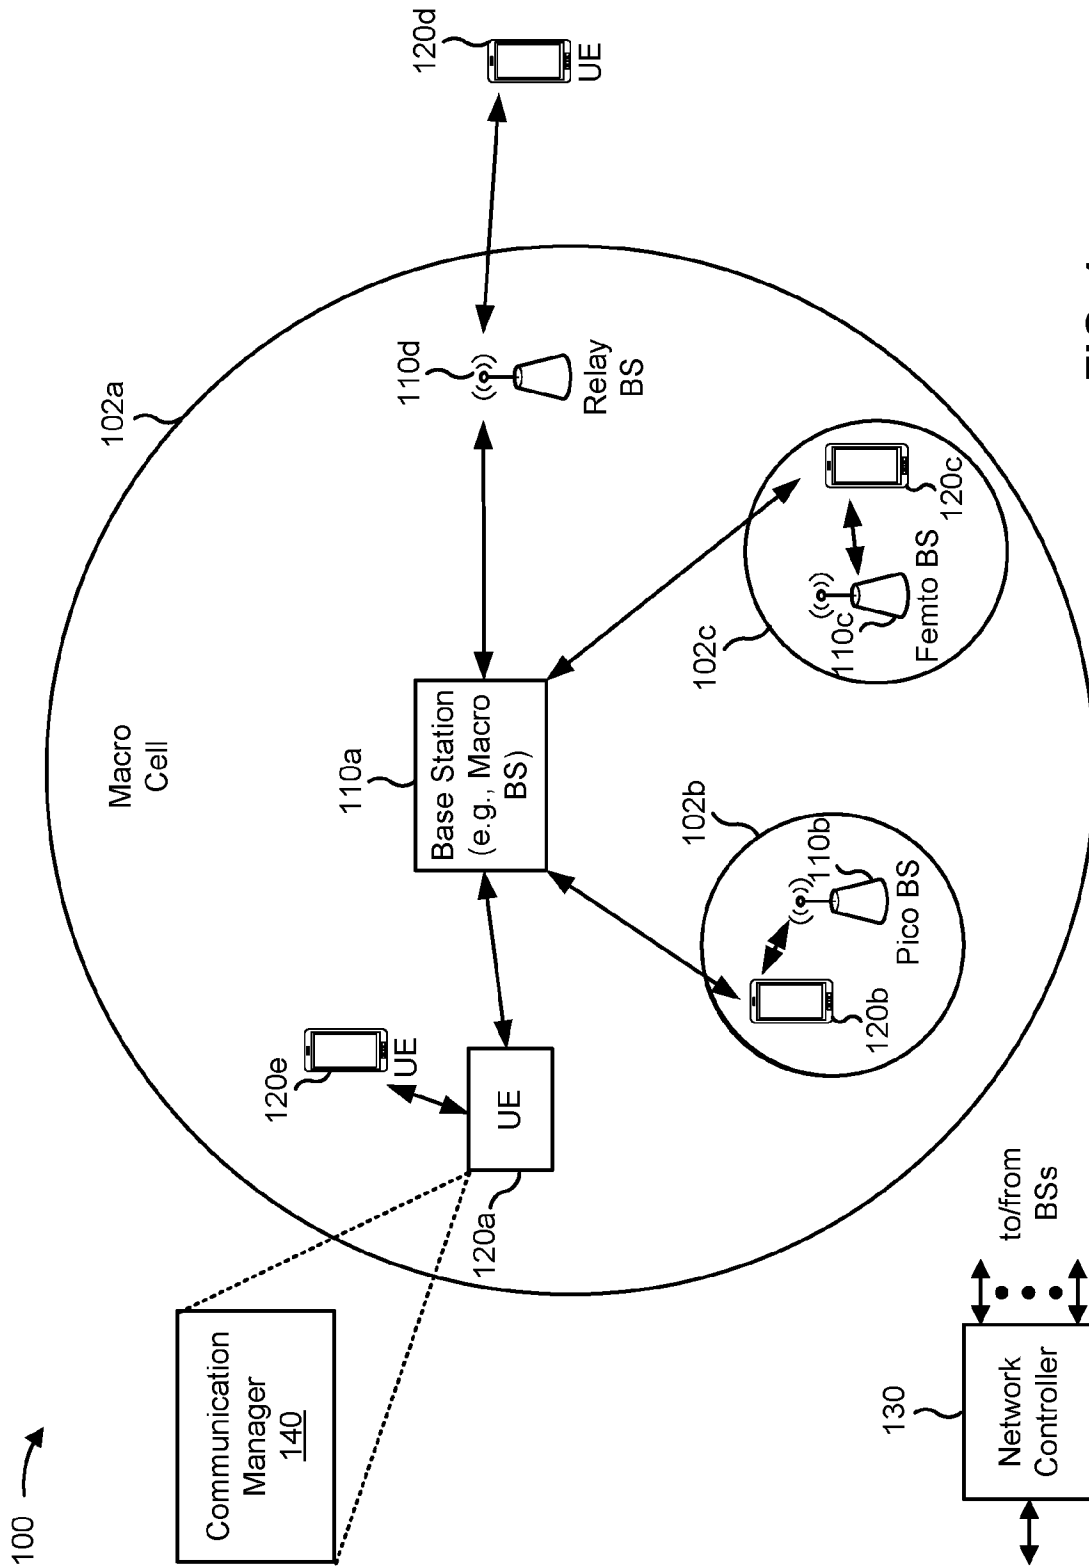 100
Communication
Manager
140
102a
Macro
Cell
120e
UE
120a
UE
110a
Base Station
(e.g., Macro
BS)
110d
Relay
BS
120d
UE
102b
110b
Pico BS
120b
102c
110c
Femto BS
120c
130
Network
Controller
to/from
BSs